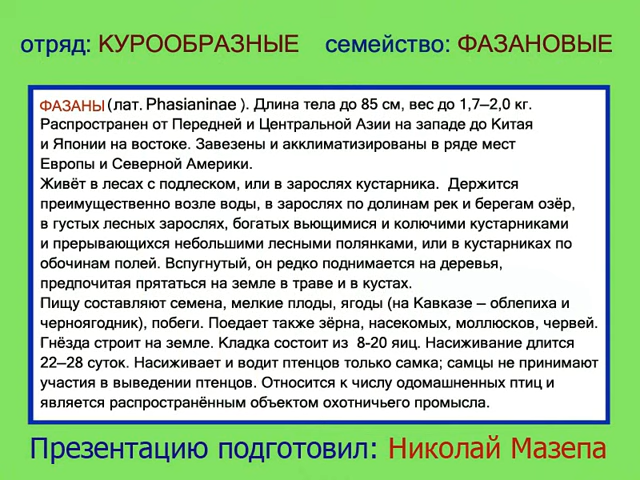 отряд: КУРООБРАЗНЫЕ семейство: ФАЗАНОВЫЕ
ФАЗАНЫ (лат. Phasianinae ). Длина тела до 85 см, вес до 1,7–2,0 кг.
Распространен от Передней и Центральной Азии на западе до Китая
и Японии на востоке. Завезены и акклиматизированы в ряде мест
Европы и Северной Америки.
Живёт в лесах с подлеском, или в зарослях кустарника. Держится
преимущественно возле воды, в зарослях по долинам рек и берегам озёр,
в густых лесных зарослях, богатых вьющимися и колючими кустарниками
и прерывающихся небольшими лесными полянками, или в кустарниках по
обочинам полей. Вспугнутый, он редко поднимается на деревья,
предпочитая прятаться на земле в траве и в кустах.
Пищу составляют семена, мелкие плоды, ягоды (на Кавказе – облепиха и
черноягодник), побеги. Поедает также зёрна, насекомых, моллюсков, червей.
Гнёзда строит на земле. Кладка состоит из 8-20 яиц. Насиживание длится
22–28 суток. Насиживает и водит птенцов только самка; самцы не принимают
участия в выведении птенцов. Относится к числу одомашненных птиц и
является распространённым объектом охотничьего промысла.
Презентацию подготовил: Николай Мазепа